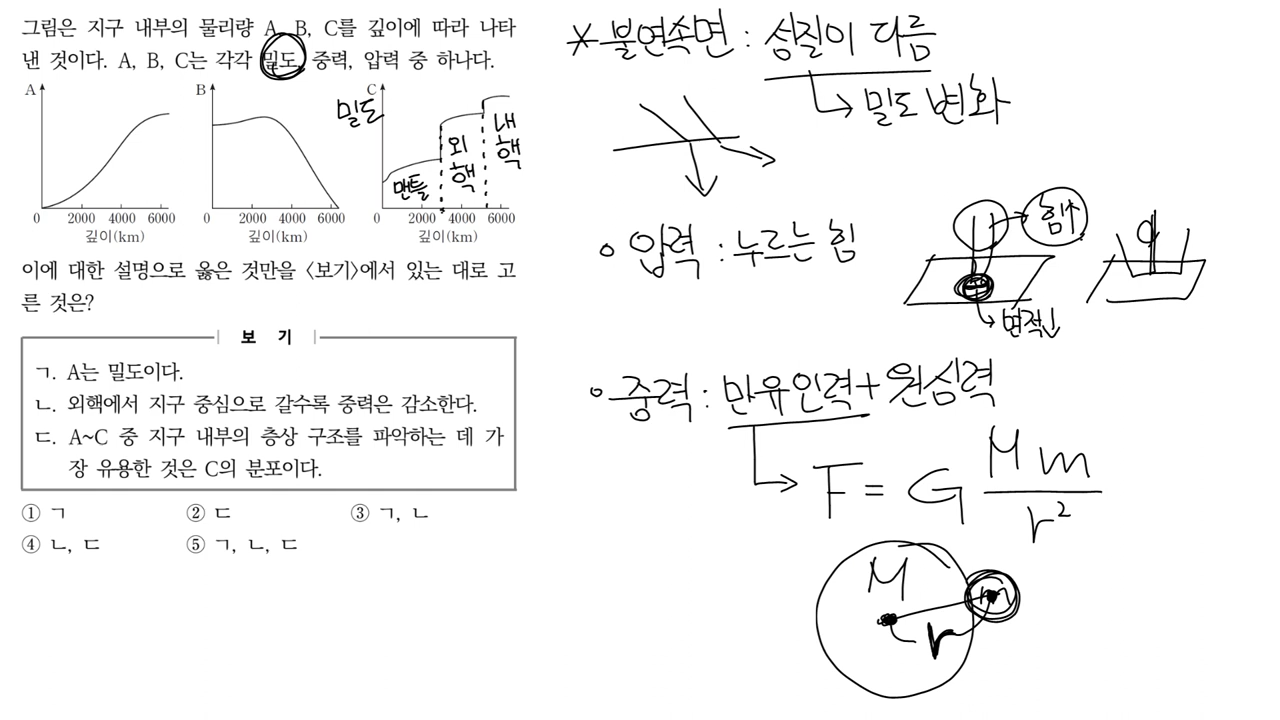 그림은 지구 내부의 물리량 A, B, C를 깊이에 따라 나타
낸 것이다. A, B, C는 각각 밀도, 중력, 압력 중 하나다.
A
0 2000 4000 6000
깊이(km)
B
0 2000 4000 6000
깊이(km)
C
밀도
맨틀
외핵
내핵
0 2000 4000 6000
깊이(km)
이에 대한 설명으로 옳은 것만을 〈보기〉에서 있는 대로 고
른 것은?
보 기
ㄱ. A는 밀도이다.
ㄴ. 외핵에서 지구 중심으로 갈수록 중력은 감소한다.
ㄷ. A~C 중 지구 내부의 층상 구조를 파악하는 데 가
장 유용한 것은 C의 분포이다.
① ㄱ ② ㄷ ③ ㄱ, ㄴ
④ ㄴ, ㄷ ⑤ ㄱ, ㄴ, ㄷ
* 불연속면 : 성질이 다름
→ 밀도 변화
• 압력 : 누르는 힘
힘↑
면적↓
• 중력 : 만유인력 + 원심력
→ F = G Mm/r²
M
m
r